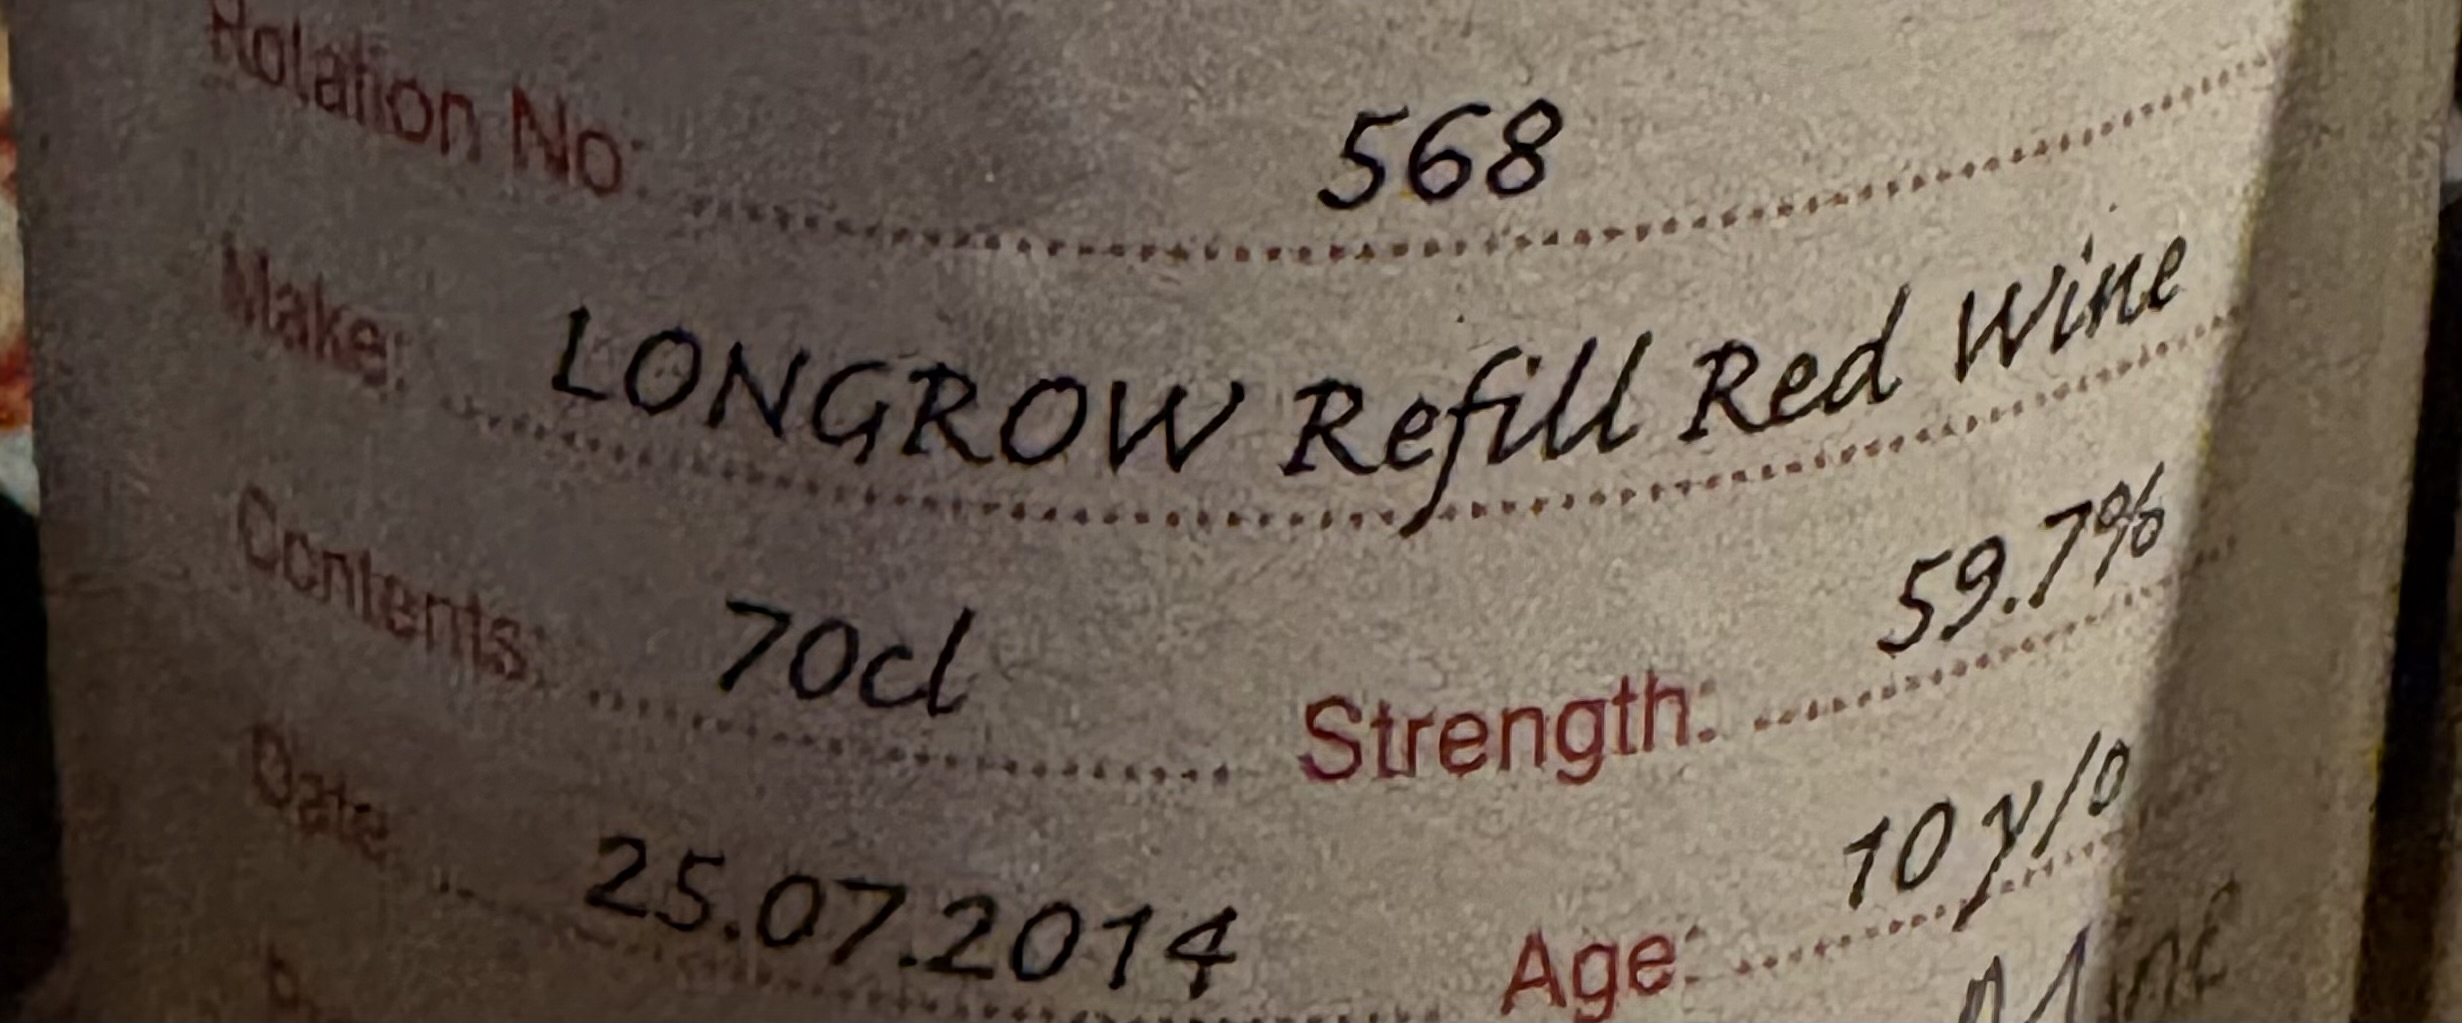 Rotation No: 568
Make: LONGROW Refill Red Wine
Contents: 70cl Strength: 59.7%
Date 25.07.2014 Age: 10 y/o